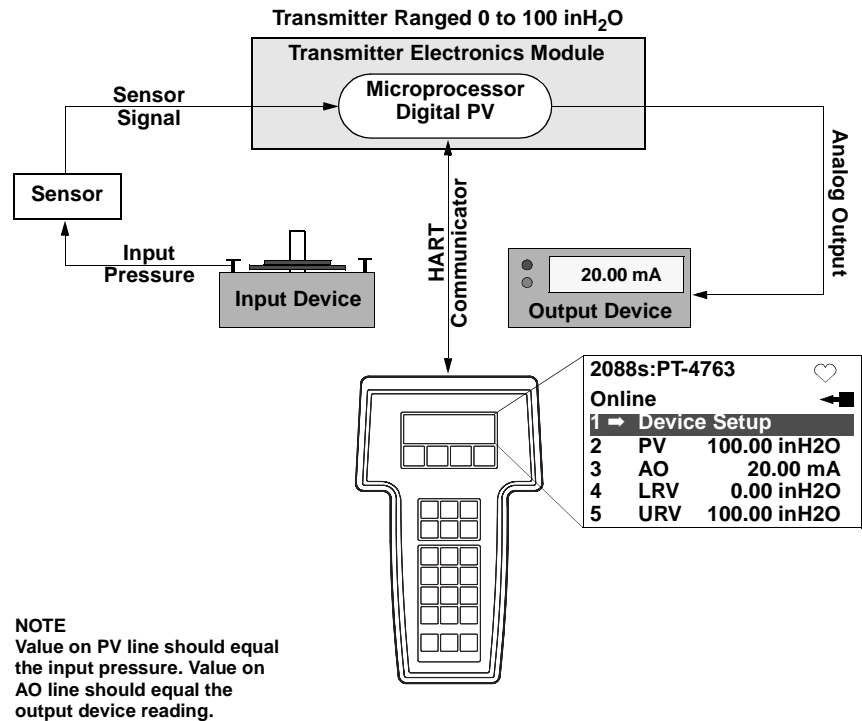 Transmitter Ranged 0 to 100 inH2O
Transmitter Electronics Module
Microprocessor
Digital PV
Sensor
Signal
Analog Output
Sensor
Input
Pressure
HART
Communicator
Input Device
20.00 mA
Output Device
2088s:PT-4763
Online
1 ➡ Device Setup
2 PV 100.00 inH2O
3 AO 20.00 mA
4 LRV 0.00 inH2O
5 URV 100.00 inH2O
NOTE
Value on PV line should equal
the input pressure. Value on
AO line should equal the
output device reading.